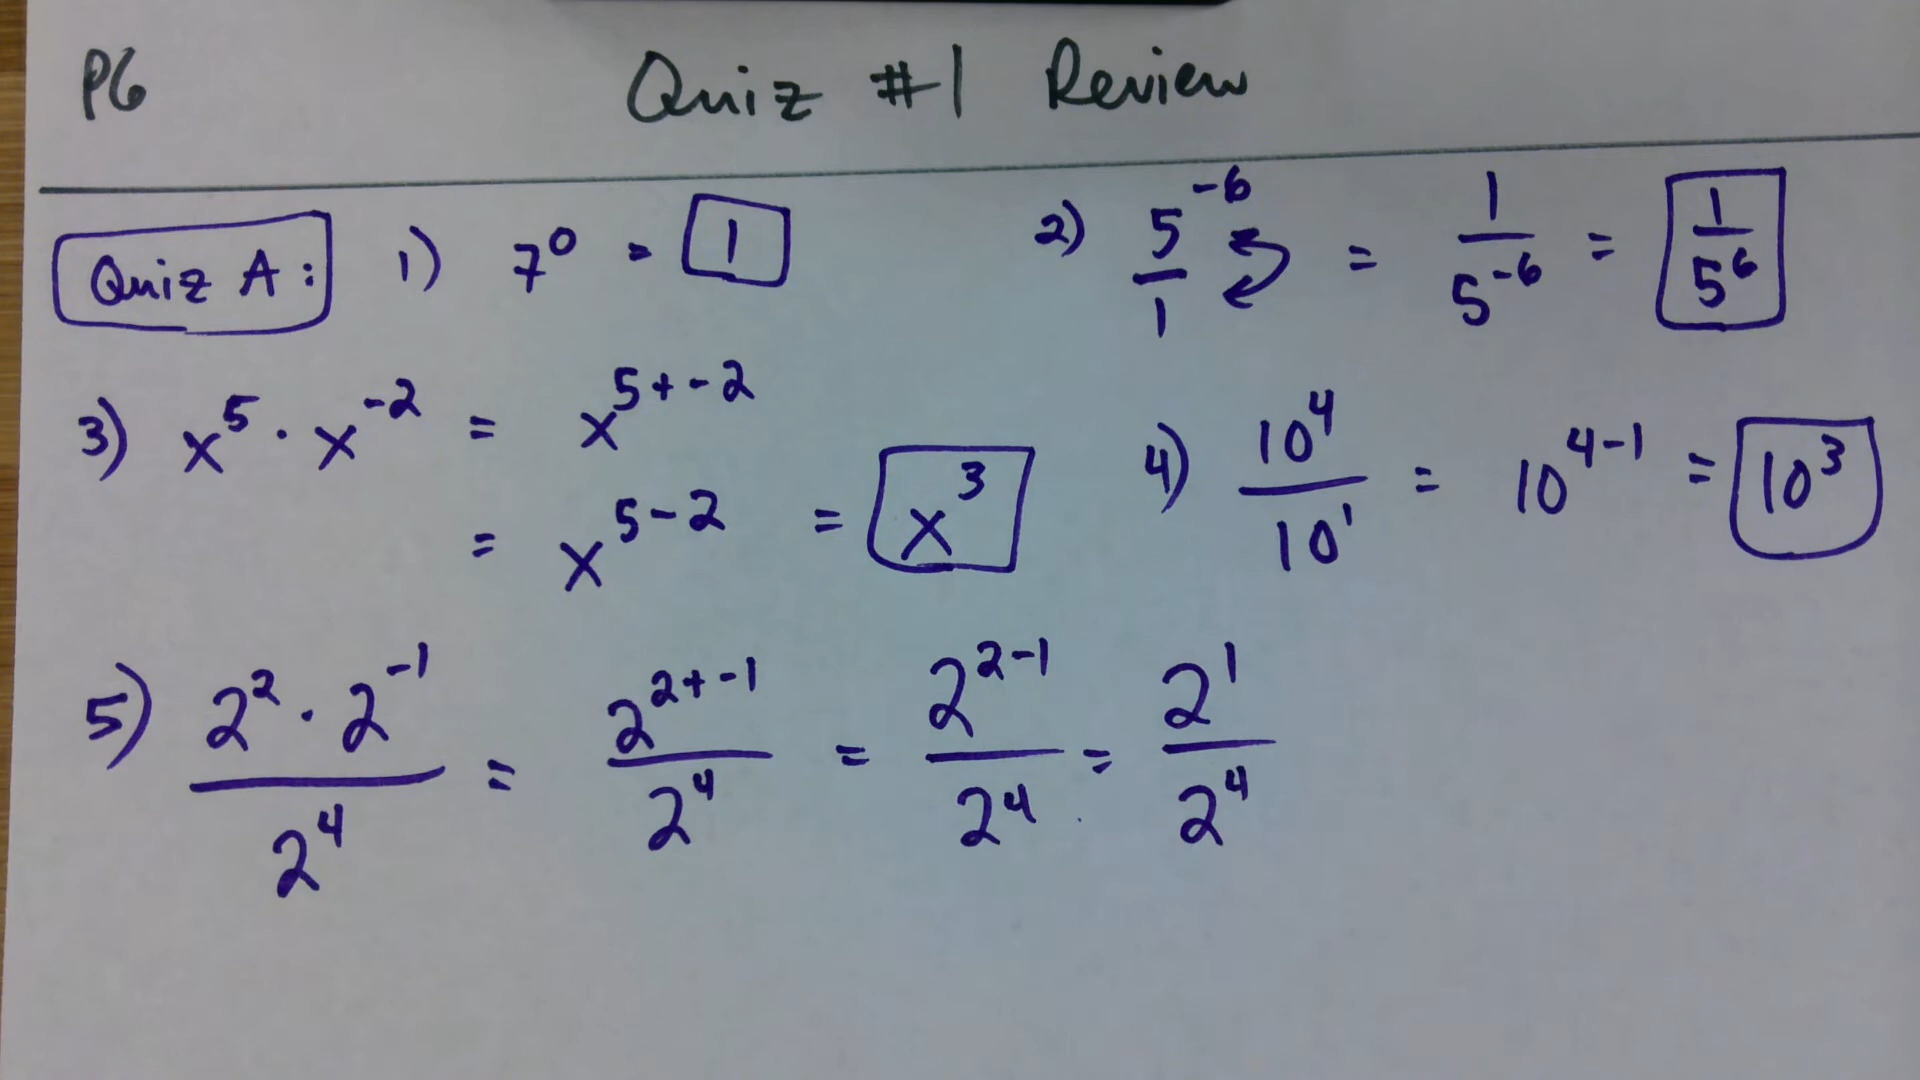 P6 Quiz #1 Review
Quiz A: 1) 7⁰ = 1 2) 5⁻⁶/1 = 1/5⁻⁶ = 1/5⁶
3) x⁵ · x⁻² = x⁵⁺⁻²
= x⁵⁻² = x³
4) 10⁴/10¹ = 10⁴⁻¹ = 10³
5) 2² · 2⁻¹/2⁴ = 2²⁺⁻¹/2⁴ = 2²⁻¹/2⁴ = 2¹/2⁴